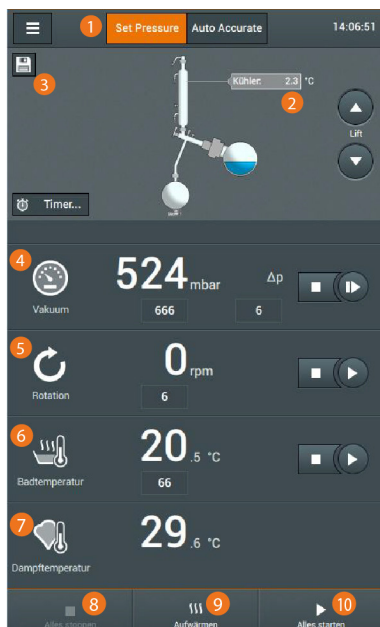 1 Set Pressure Auto Accurate 14:06:51
3
Kühler: 2.3 °C
2
Lift
Timer...
4
524 mbar Δp
Vakuum 666 6
5
0 rpm
Rotation 6
6
20.5 °C
Badtemperatur 66
7
29.6 °C
Dampftemperatur
8 9 10
Alles stoppen Aufwärmen Alles starten